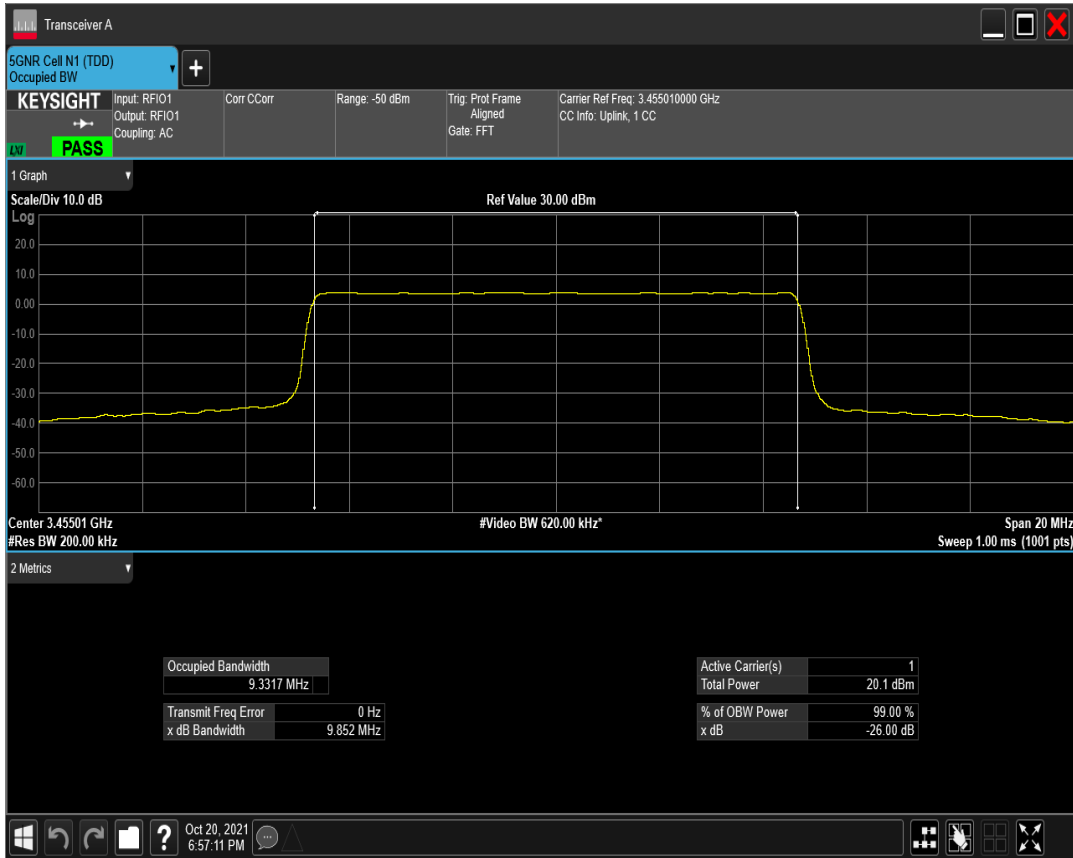 Transceiver A
5GNR Cell N1 (TDD)
Occupied BW
+
KEYSIGHT
LXI
PASS
Input: RFIO1
Output: RFIO1
Coupling: AC
Corr CCorr
Range: -50 dBm
Trig: Prot Frame
Aligned
Gate: FFT
Carrier Ref Freq: 3.455010000 GHz
CC Info: Uplink, 1 CC
1 Graph
Scale/Div 10.0 dB
Ref Value 30.00 dBm
Log
20.0
10.0
0.00
-10.0
-20.0
-30.0
-40.0
-50.0
-60.0
Center 3.45501 GHz
#Video BW 620.00 kHz*
Span 20 MHz
#Res BW 200.00 kHz
Sweep 1.00 ms (1001 pts)
2 Metrics
Occupied Bandwidth
9.3317 MHz
Transmit Freq Error 0 Hz
x dB Bandwidth 9.852 MHz
Active Carrier(s) 1
Total Power 20.1 dBm
% of OBW Power 99.00 %
x dB -26.00 dB
?
Oct 20, 2021
6:57:11 PM